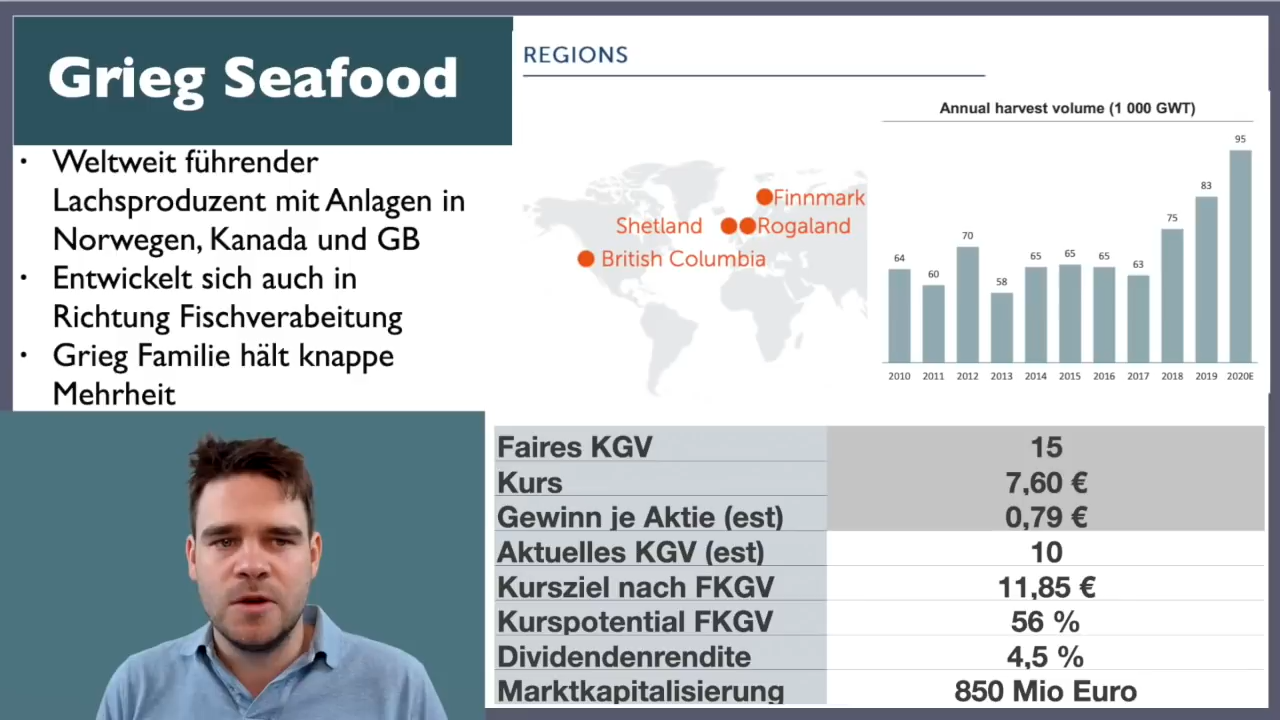 Grieg Seafood
• Weltweit führender
Lachsproduzent mit Anlagen in
Norwegen, Kanada und GB
• Entwickelt sich auch in
Richtung Fischverabeitung
• Grieg Familie hält knappe
Mehrheit
REGIONS
Finnmark
Shetland
Rogaland
British Columbia
Annual harvest volume (1 000 GWT)
64 60 70 58 65 65 65 63 75 83 95
2010 2011 2012 2013 2014 2015 2016 2017 2018 2019 2020E
Faires KGV 15
Kurs 7,60 €
Gewinn je Aktie (est) 0,79 €
Aktuelles KGV (est) 10
Kursziel nach FKGV 11,85 €
Kurspotential FKGV 56 %
Dividendenrendite 4,5 %
Marktkapitalisierung 850 Mio Euro